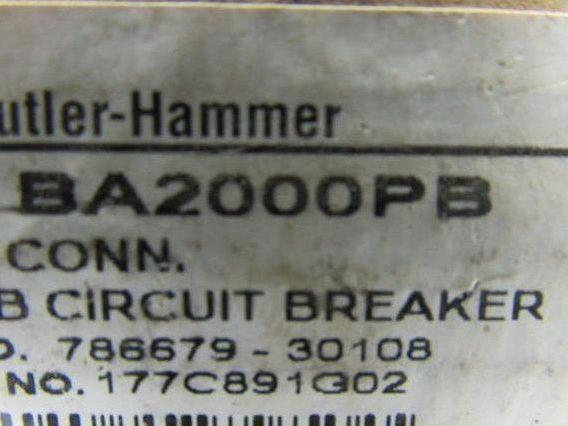 utler-Hammer
BA2000PB
CONN.
B CIRCUIT BREAKER
O. 786679-30108
NO. 177C891G02